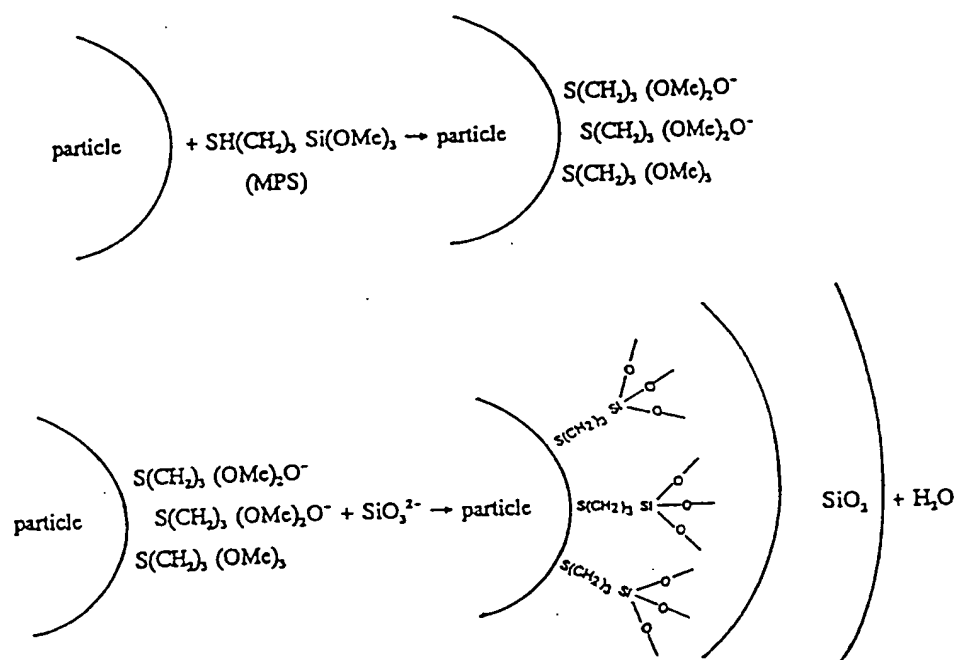 S(CH₂)₃ (OMe)₂O⁻
particle + SH(CH₂)₃ Si(OMe)₃ → particle S(CH₂)₃ (OMe)₂O⁻
(MPS) S(CH₂)₃ (OMe)₃
O
O
S(CH₂)₃ Si O
S(CH₂)₃ (OMe)₂O⁻
O
particle S(CH₂)₃ (OMe)₂O⁻ + SiO₃²⁻ → particle S(CH₂)₃ Si O SiO₂ + H₂O
O
S(CH₂)₃ (OMe)₃
S(CH₂)₃ Si O
O
O